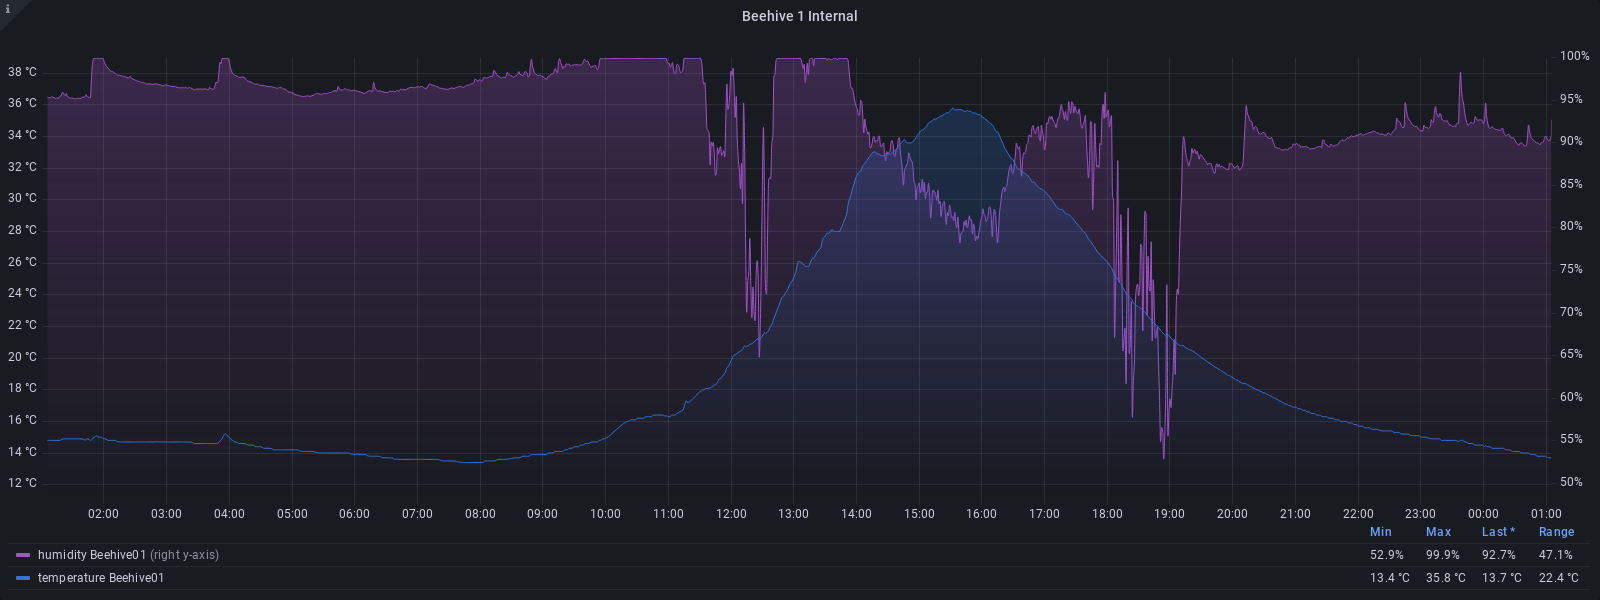 i
Beehive 1 Internal
38 °C
36 °C
34 °C
32 °C
30 °C
28 °C
26 °C
24 °C
22 °C
20 °C
18 °C
16 °C
14 °C
12 °C
100%
95%
90%
85%
80%
75%
70%
65%
60%
55%
50%
02:00 03:00 04:00 05:00 06:00 07:00 08:00 09:00 10:00 11:00 12:00 13:00 14:00 15:00 16:00 17:00 18:00 19:00 20:00 21:00 22:00 23:00 00:00 01:00
Min Max Last * Range
humidity Beehive01 (right y-axis) 52.9% 99.9% 92.7% 47.1%
temperature Beehive01 13.4 °C 35.8 °C 13.7 °C 22.4 °C